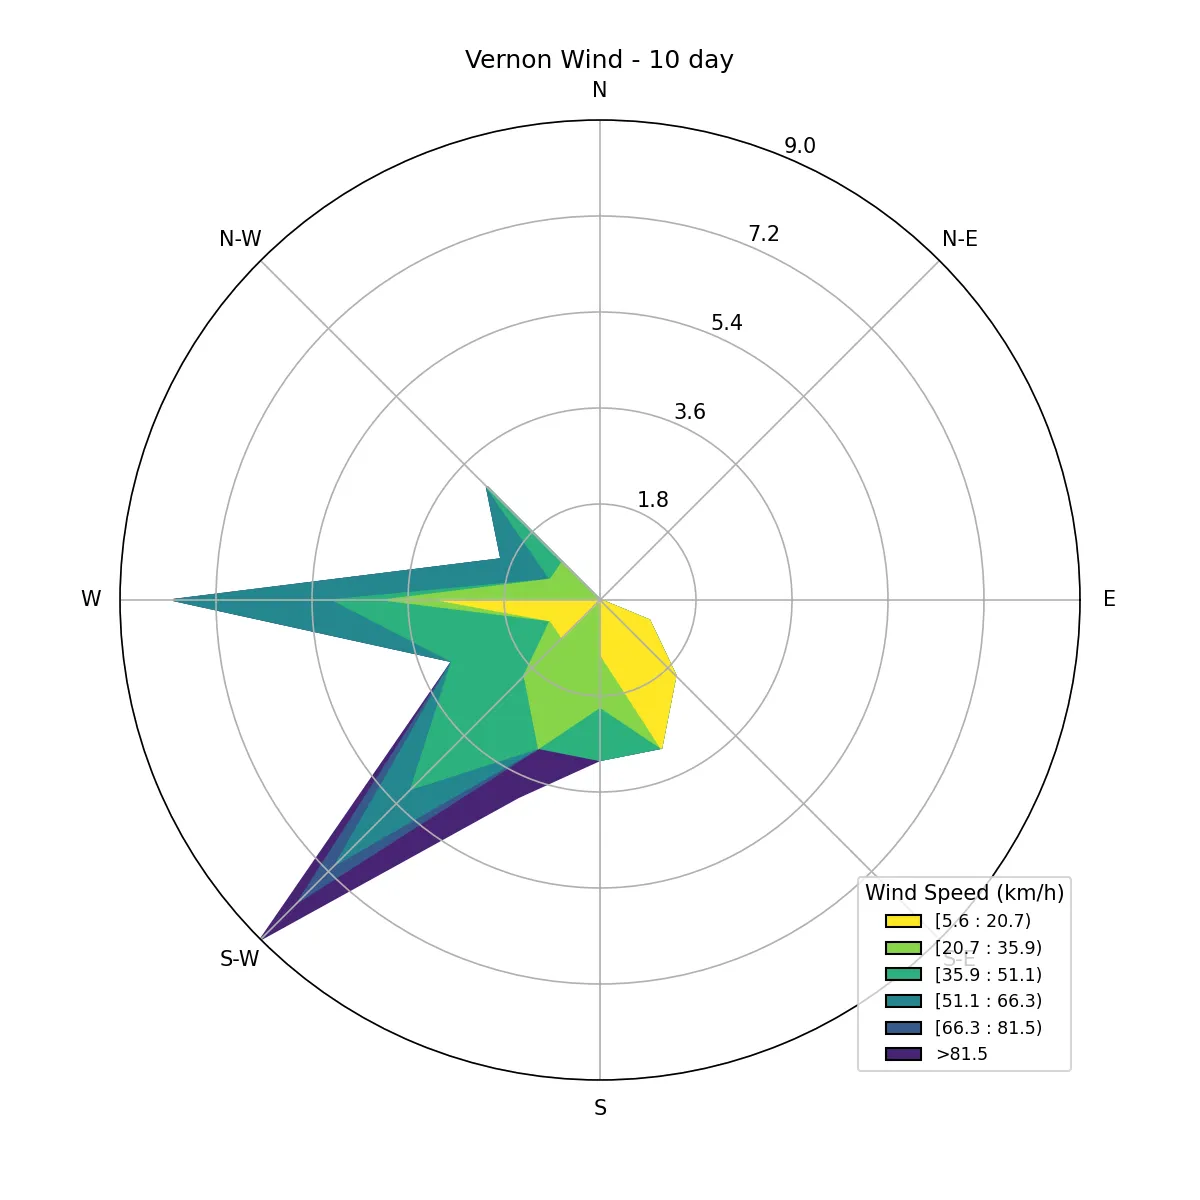 Vernon Wind - 10 day
N
9.0
N-W
7.2
N-E
5.4
3.6
1.8
W
E
S-W
S-E
S
Wind Speed (km/h)
[5.6 : 20.7)
[20.7 : 35.9)
[35.9 : 51.1)
[51.1 : 66.3)
[66.3 : 81.5)
>81.5